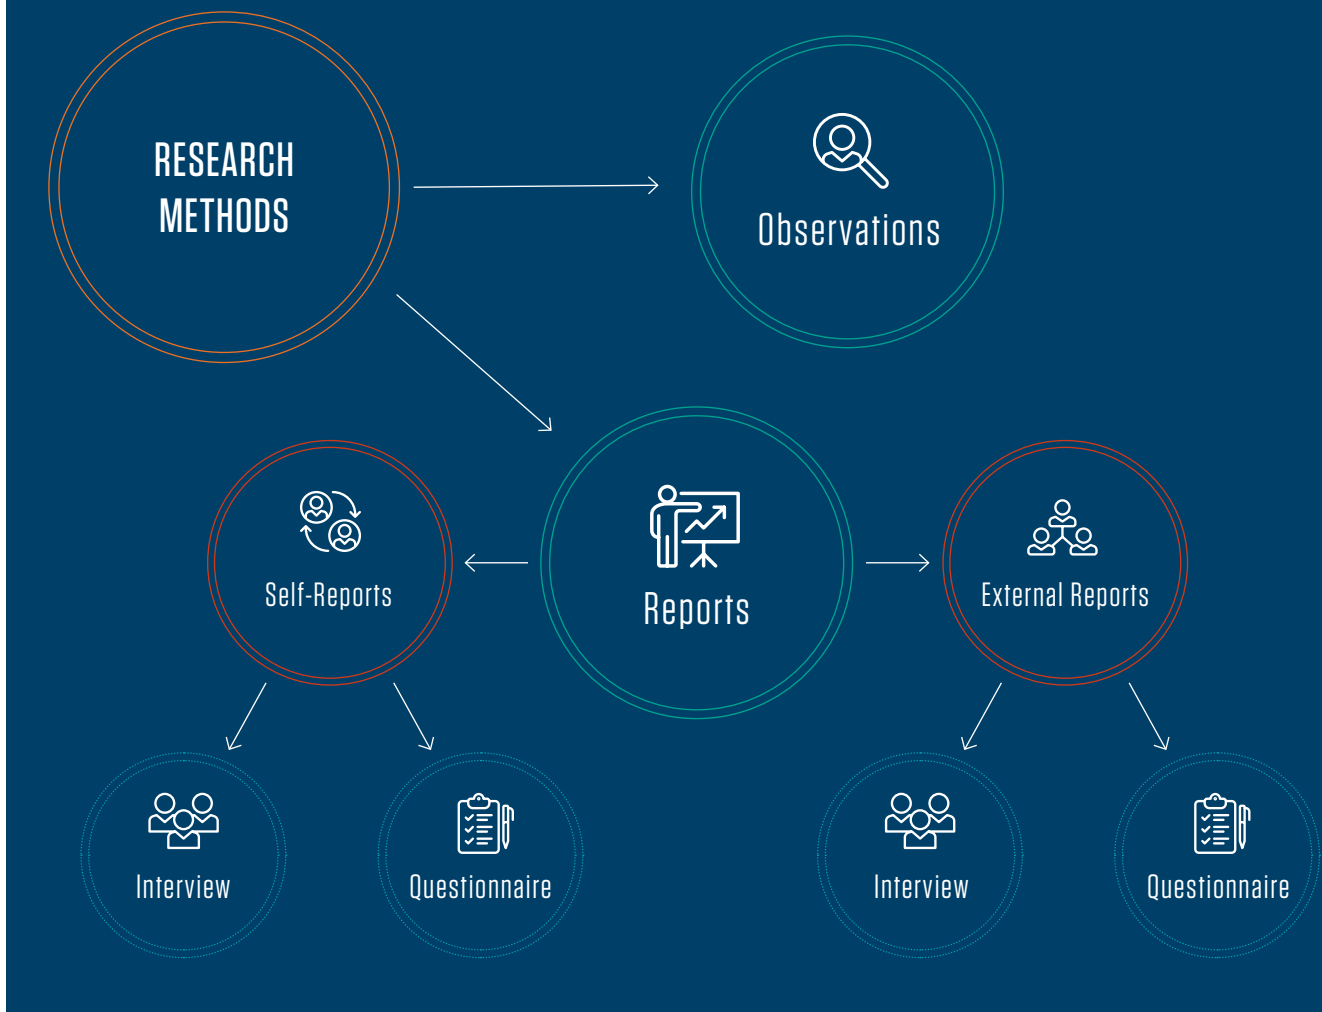 RESEARCH
METHODS
Observations
Self-Reports
Reports
External Reports
Interview
Questionnaire
Interview
Questionnaire